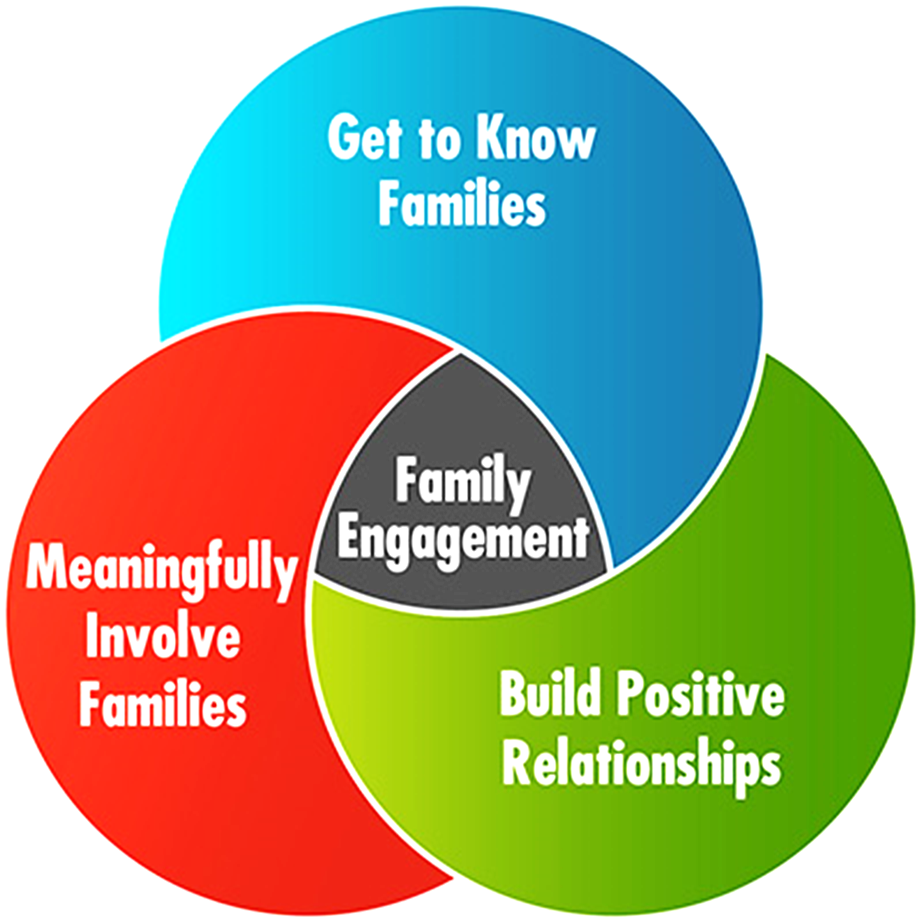 Get to Know
Families
Family
Engagement
Meaningfully
Involve
Families
Build Positive
Relationships